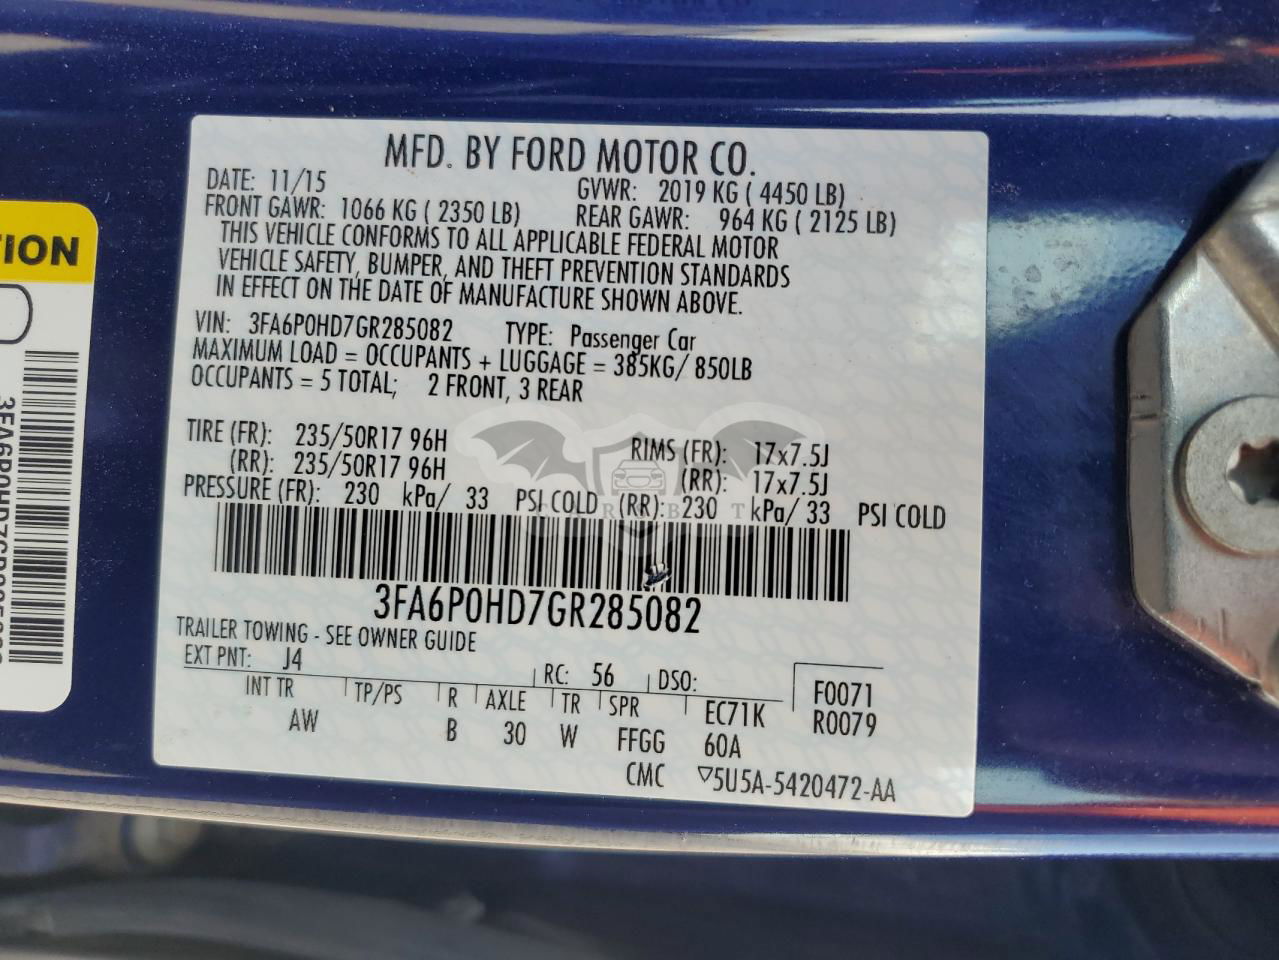 MFD. BY FORD MOTOR CO.
DATE: 11/15 GVWR: 2019 KG ( 4450 LB)
FRONT GAWR: 1066 KG ( 2350 LB) REAR GAWR: 964 KG ( 2125 LB)
THIS VEHICLE CONFORMS TO ALL APPLICABLE FEDERAL MOTOR
VEHICLE SAFETY, BUMPER, AND THEFT PREVENTION STANDARDS
IN EFFECT ON THE DATE OF MANUFACTURE SHOWN ABOVE.
VIN: 3FA6P0HD7GR285082 TYPE: Passenger Car
MAXIMUM LOAD = OCCUPANTS + LUGGAGE = 385KG/ 850LB
OCCUPANTS = 5 TOTAL; 2 FRONT, 3 REAR
TIRE (FR): 235/50R17 96H RIMS (FR): 17x7.5J
(RR): 235/50R17 96H (RR): 17x7.5J
PRESSURE (FR): 230 kPa/ 33 PSI COLD (RR): 230 kPa/ 33 PSI COLD
3FA6P0HD7GR285082
TRAILER TOWING - SEE OWNER GUIDE
EXT PNT: J4 RC: 56 DSO:
INT TR TP/PS R AXLE TR SPR EC71K F0071
AW B 30 W FFGG 60A R0079
CMC ▽5U5A-5420472-AA
TION